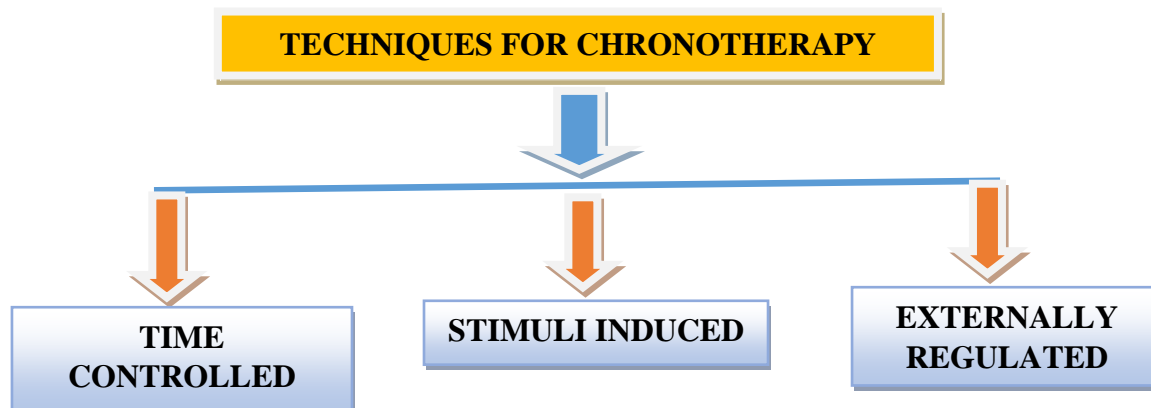 TECHNIQUES FOR CHRONOTHERAPY
TIME
CONTROLLED
STIMULI INDUCED
EXTERNALLY
REGULATED